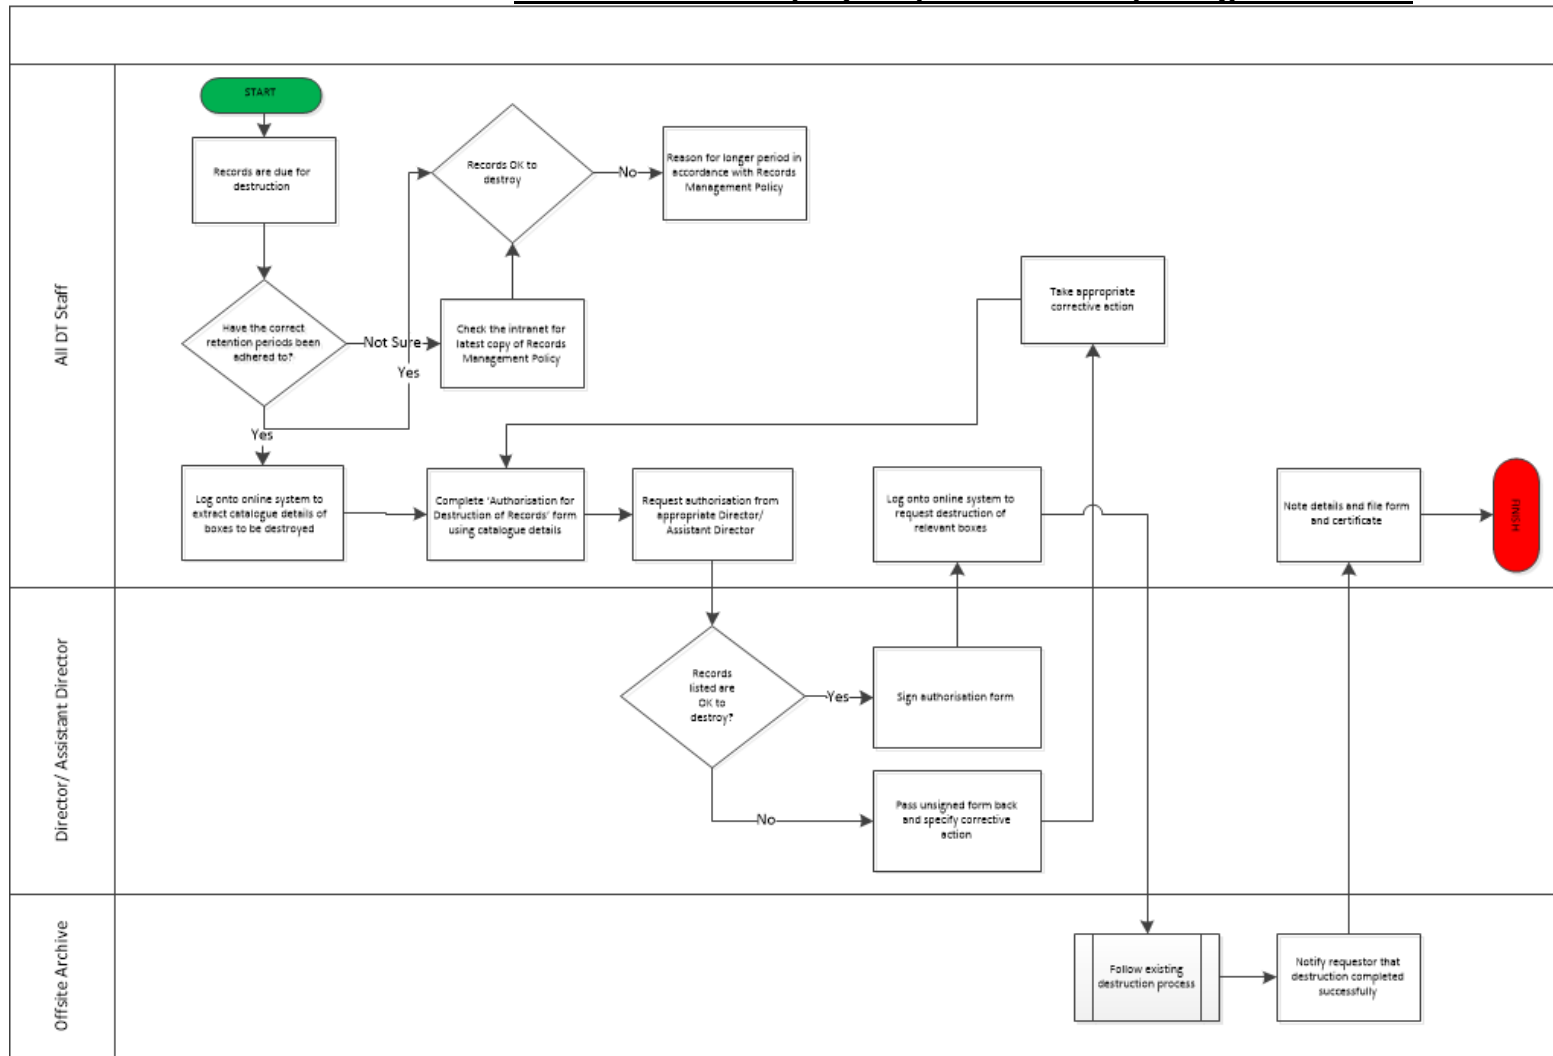 START
Records are due for
destruction
Records OK to
destroy
No
Reason for longer period in
accordance with Records
Management Policy
All DT Staff
Have the correct
retention periods been
adhered to?
Not Sure
Yes
Check the intranet for
latest copy of Records
Management Policy
Take appropriate
corrective action
Yes
Log onto online system to
extract catalogue details of
boxes to be destroyed
Complete 'Authorisation for
Destruction of Records' form
using catalogue details
Request authorisation from
appropriate Director/
Assistant Director
Log onto online system to
request destruction of
relevant boxes
Note details and file form
and certificate
FINISH
Director/ Assistant Director
Records
listed are
OK to
destroy?
Yes
Sign authorisation form
No
Pass unsigned form back
and specify corrective
action
Offsite Archive
Follow existing
destruction process
Notify requestor that
destruction completed
successfully